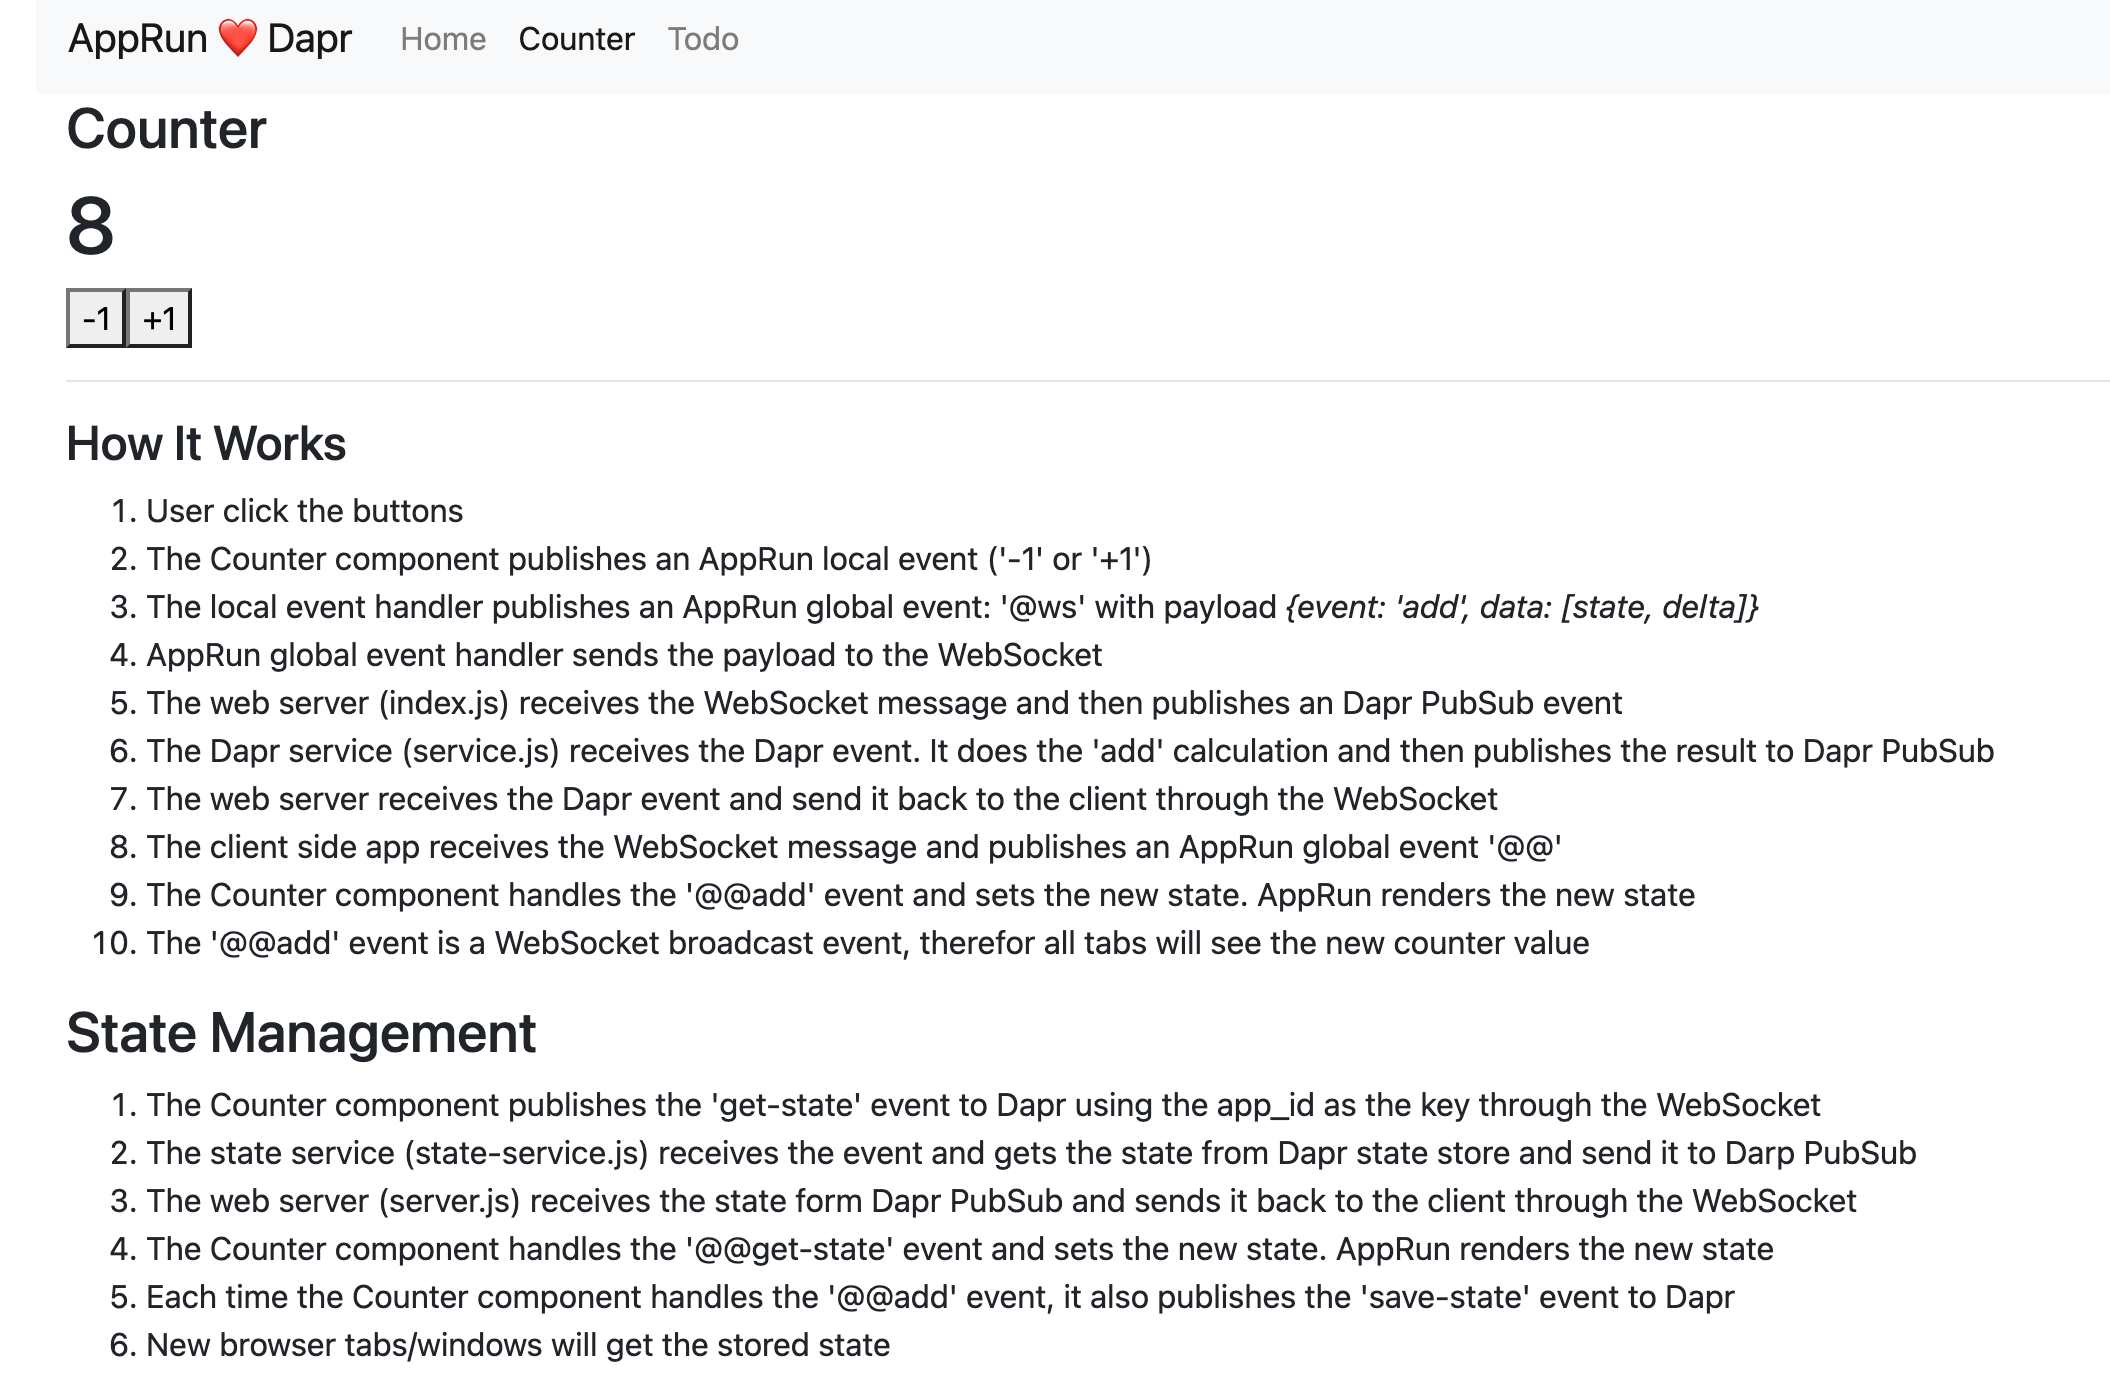 AppRun ❤️ Dapr Home Counter Todo
Counter
8
-1 +1
How It Works
1. User click the buttons
2. The Counter component publishes an AppRun local event ('-1' or '+1')
3. The local event handler publishes an AppRun global event: '@ws' with payload {event: 'add', data: [state, delta]}
4. AppRun global event handler sends the payload to the WebSocket
5. The web server (index.js) receives the WebSocket message and then publishes an Dapr PubSub event
6. The Dapr service (service.js) receives the Dapr event. It does the 'add' calculation and then publishes the result to Dapr PubSub
7. The web server receives the Dapr event and send it back to the client through the WebSocket
8. The client side app receives the WebSocket message and publishes an AppRun global event '@@'
9. The Counter component handles the '@@add' event and sets the new state. AppRun renders the new state
10. The '@@add' event is a WebSocket broadcast event, therefor all tabs will see the new counter value
State Management
1. The Counter component publishes the 'get-state' event to Dapr using the app_id as the key through the WebSocket
2. The state service (state-service.js) receives the event and gets the state from Dapr state store and send it to Darp PubSub
3. The web server (server.js) receives the state form Dapr PubSub and sends it back to the client through the WebSocket
4. The Counter component handles the '@@get-state' event and sets the new state. AppRun renders the new state
5. Each time the Counter component handles the '@@add' event, it also publishes the 'save-state' event to Dapr
6. New browser tabs/windows will get the stored state